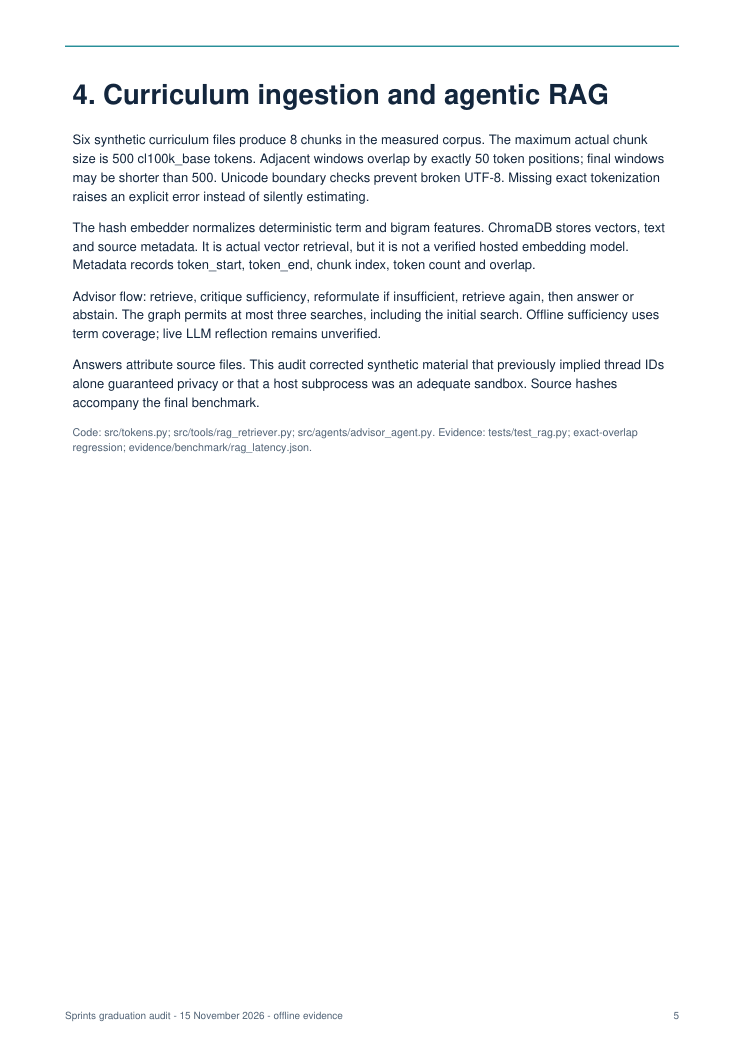 4. Curriculum ingestion and agentic RAG
Six synthetic curriculum files produce 8 chunks in the measured corpus. The maximum actual chunk
size is 500 cl100k_base tokens. Adjacent windows overlap by exactly 50 token positions; final windows
may be shorter than 500. Unicode boundary checks prevent broken UTF-8. Missing exact tokenization
raises an explicit error instead of silently estimating.
The hash embedder normalizes deterministic term and bigram features. ChromaDB stores vectors, text
and source metadata. It is actual vector retrieval, but it is not a verified hosted embedding model.
Metadata records token_start, token_end, chunk index, token count and overlap.
Advisor flow: retrieve, critique sufficiency, reformulate if insufficient, retrieve again, then answer or
abstain. The graph permits at most three searches, including the initial search. Offline sufficiency uses
term coverage; live LLM reflection remains unverified.
Answers attribute source files. This audit corrected synthetic material that previously implied thread IDs
alone guaranteed privacy or that a host subprocess was an adequate sandbox. Source hashes
accompany the final benchmark.
Code: src/tokens.py; src/tools/rag_retriever.py; src/agents/advisor_agent.py. Evidence: tests/test_rag.py; exact-overlap
regression; evidence/benchmark/rag_latency.json.
Sprints graduation audit - 15 November 2026 - offline evidence
5